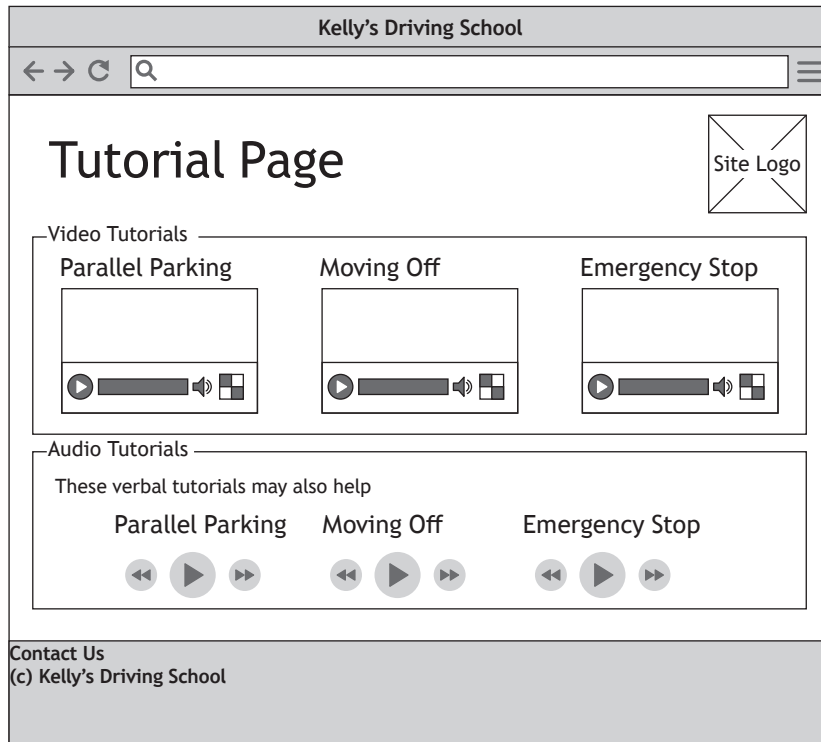 Kelly’s Driving School
Tutorial Page
Site Logo
Video Tutorials
Parallel Parking Moving Off Emergency Stop
Audio Tutorials
These verbal tutorials may also help
Parallel Parking Moving Off Emergency Stop
Contact Us
(c) Kelly’s Driving School